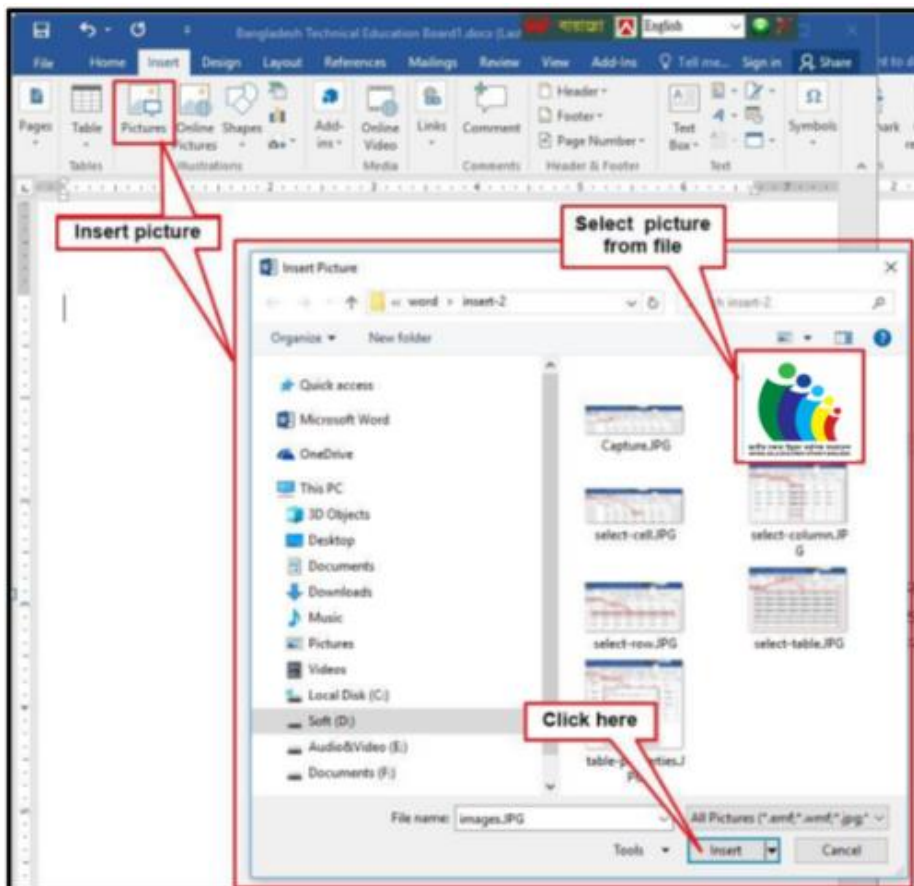 Bangladesh Technical Education Board1.docx
English
File Home Insert Design Layout References Mailings Review View Add-Ins Tell me... Sign in Share
Pages
Table
Pictures
Online Pictures
Shapes
Add-ins
Online Video
Links
Comment
Header
Footer
Page Number
Text Box
Symbols
Tables Illustrations Media Comments Header & Footer Text
Insert picture
Select picture
from file
Insert Picture
« word › insert-2
insert-2
Organize New folder
Quick access
Microsoft Word
OneDrive
This PC
3D Objects
Desktop
Documents
Downloads
Music
Pictures
Videos
Local Disk (C:)
Soft (D:)
Audio&Video (E:)
Documents (F:)
Capture.JPG
select-cell.JPG
select-column.JP
G
select-row.JPG
select-table.JPG
Click here
File name: images.JPG
All Pictures (*.emf;*.wmf;*.jpg;*
Tools Insert Cancel